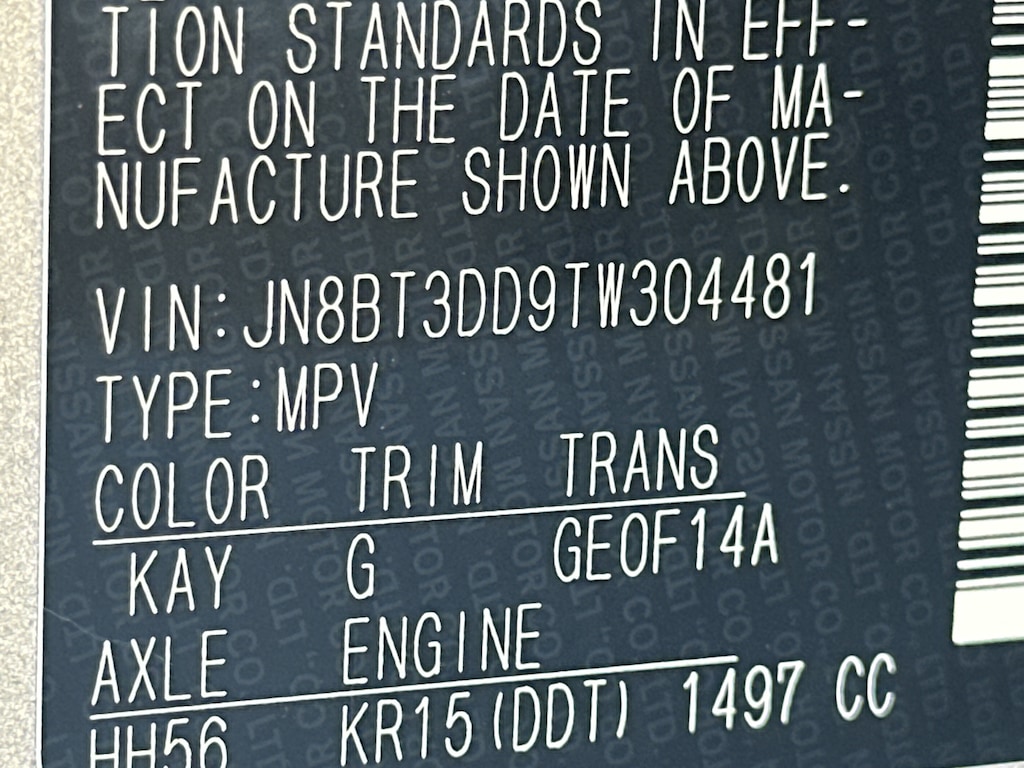 TION STANDARDS IN EFF-
ECT ON THE DATE OF MA-
NUFACTURE SHOWN ABOVE.
VIN:JN8BT3DD9TW304481
TYPE:MPV
COLOR TRIM TRANS
KAY G GE0F14A
AXLE ENGINE
HH56 KR15(DDT) 1497 CC